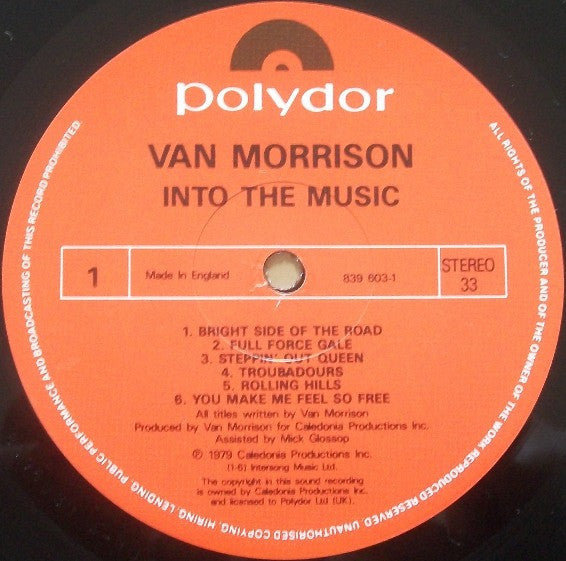 polydor
VAN MORRISON
INTO THE MUSIC
1
Made In England
839 603-1
STEREO
33
1. BRIGHT SIDE OF THE ROAD
2. FULL FORCE GALE
3. STEPPIN' OUT QUEEN
4. TROUBADOURS
5. ROLLING HILLS
6. YOU MAKE ME FEEL SO FREE
All titles written by Van Morrison
Produced by Van Morrison for Caledonia Productions Inc.
Assisted by Mick Glossop
℗ 1979 Caledonia Productions Inc.
(1-6) Intersong Music Ltd.
The copyright in this sound recording
is owned by Caledonia Productions Inc.
and licensed to Polydor Ltd (UK).
ALL RIGHTS OF THE PRODUCER AND OF THE OWNER OF THE WORK REPRODUCED RESERVED. UNAUTHORISED COPYING, HIRING, LENDING, PUBLIC PERFORMANCE AND BROADCASTING OF THIS RECORD PROHIBITED.